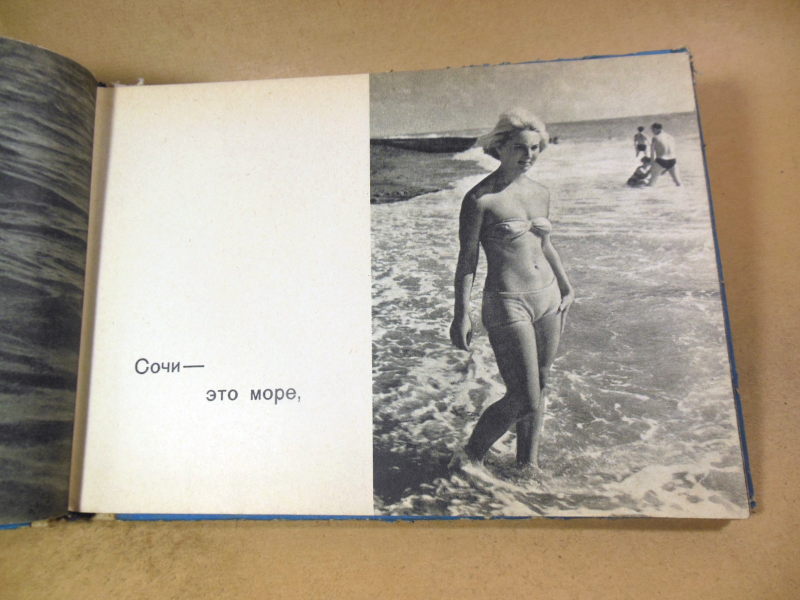 Сочи—
это море,